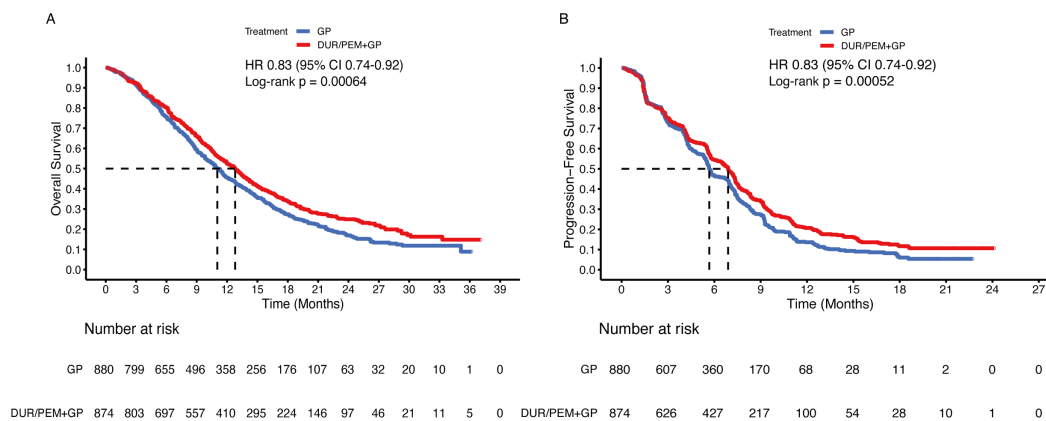 A
Treatment GP
DUR/PEM+GP
HR 0.83 (95% CI 0.74-0.92)
Log-rank p = 0.00064
Overall Survival
1.0
0.9
0.8
0.7
0.6
0.5
0.4
0.3
0.2
0.1
0.0
0 3 6 9 12 15 18 21 24 27 30 33 36 39
Time (Months)
Number at risk
GP 880 799 655 496 358 256 176 107 63 32 20 10 1 0
DUR/PEM+GP 874 803 697 557 410 295 224 146 97 46 21 11 5 0
B
Treatment GP
DUR/PEM+GP
HR 0.83 (95% CI 0.74-0.92)
Log-rank p = 0.00052
Progression−Free Survival
1.0
0.9
0.8
0.7
0.6
0.5
0.4
0.3
0.2
0.1
0.0
0 3 6 9 12 15 18 21 24 27
Time (Months)
Number at risk
GP 880 607 360 170 68 28 11 2 0 0
DUR/PEM+GP 874 626 427 217 100 54 28 10 1 0